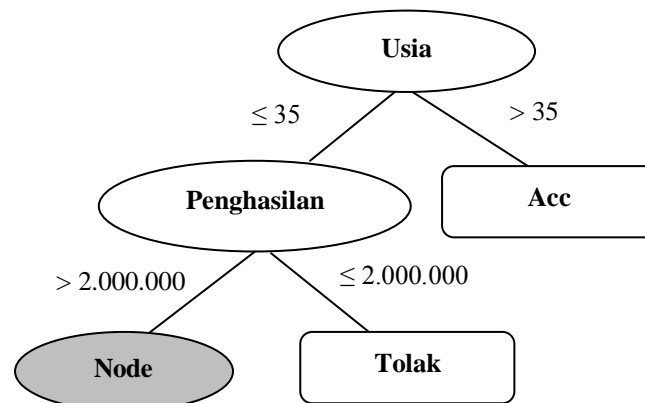 Usia
≤ 35
> 35
Penghasilan
Acc
> 2.000.000
≤ 2.000.000
Node
Tolak